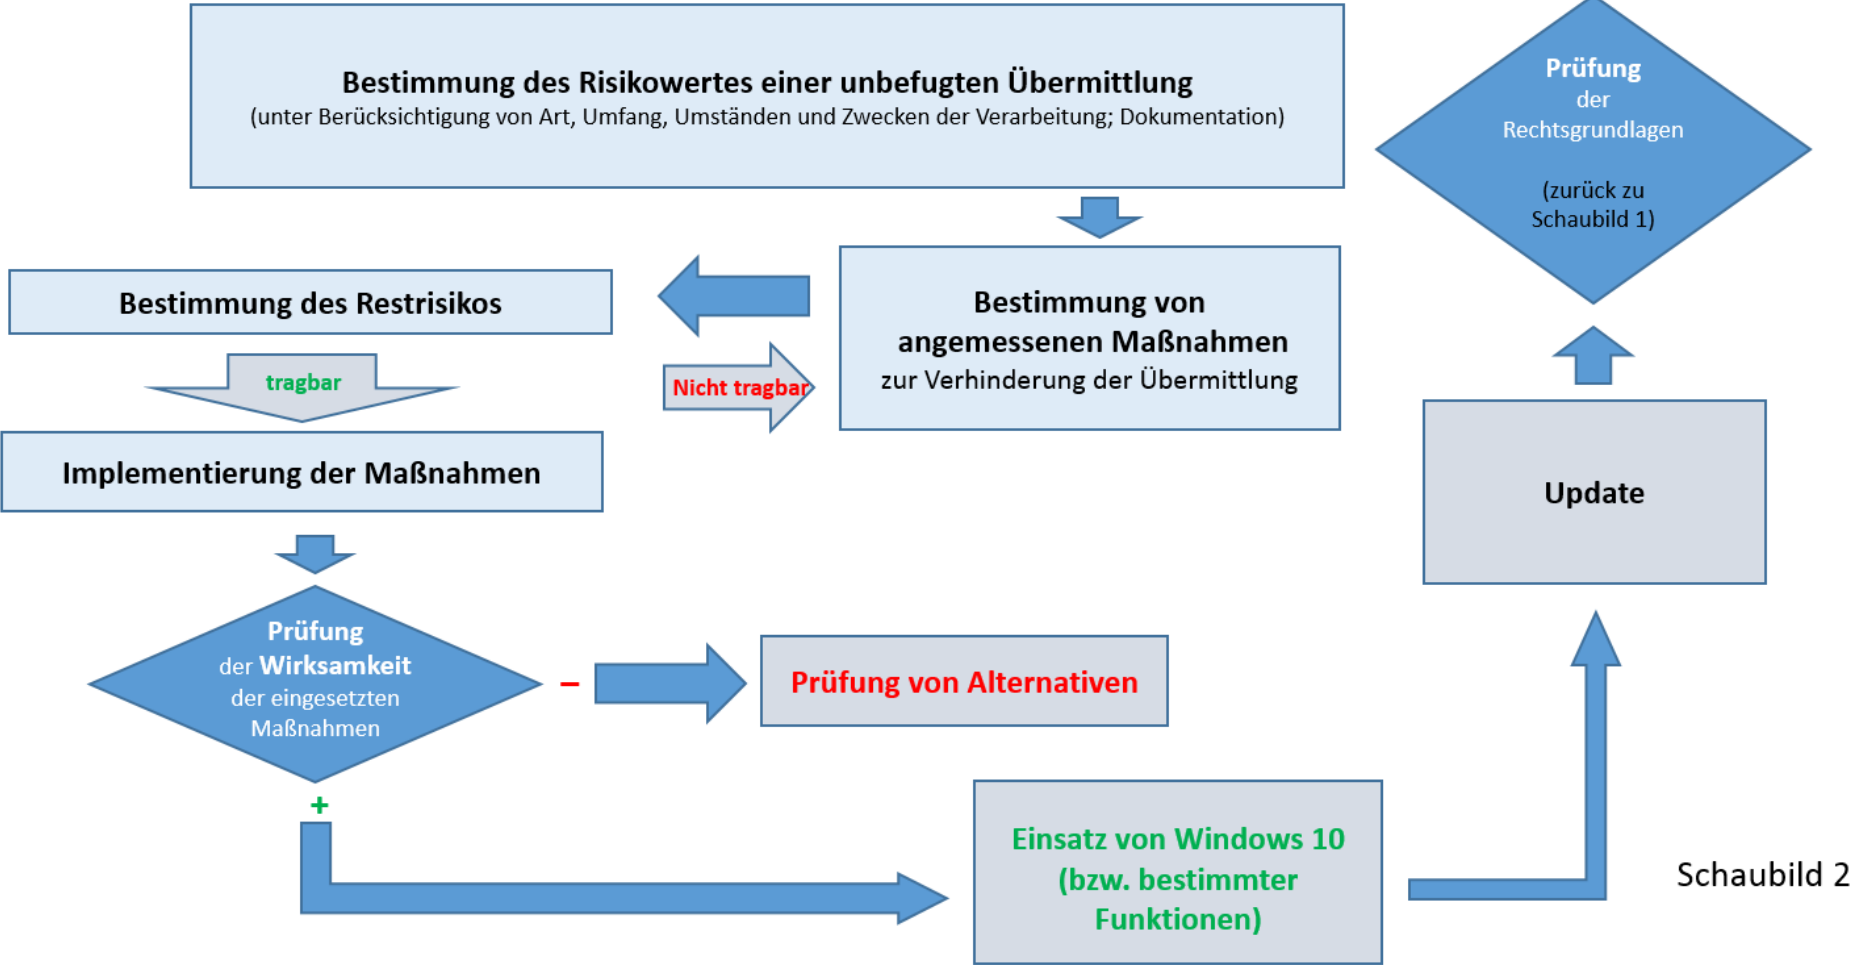 Bestimmung des Risikowertes einer unbefugten Übermittlung
(unter Berücksichtigung von Art, Umfang, Umständen und Zwecken der Verarbeitung; Dokumentation)
Prüfung
der
Rechtsgrundlagen
(zurück zu
Schaubild 1)
Bestimmung des Restrisikos
Bestimmung von
angemessenen Maßnahmen
zur Verhinderung der Übermittlung
tragbar
Nicht tragbar
Implementierung der Maßnahmen
Update
Prüfung
der Wirksamkeit
der eingesetzten
Maßnahmen
–
Prüfung von Alternativen
+
Einsatz von Windows 10
(bzw. bestimmter
Funktionen)
Schaubild 2